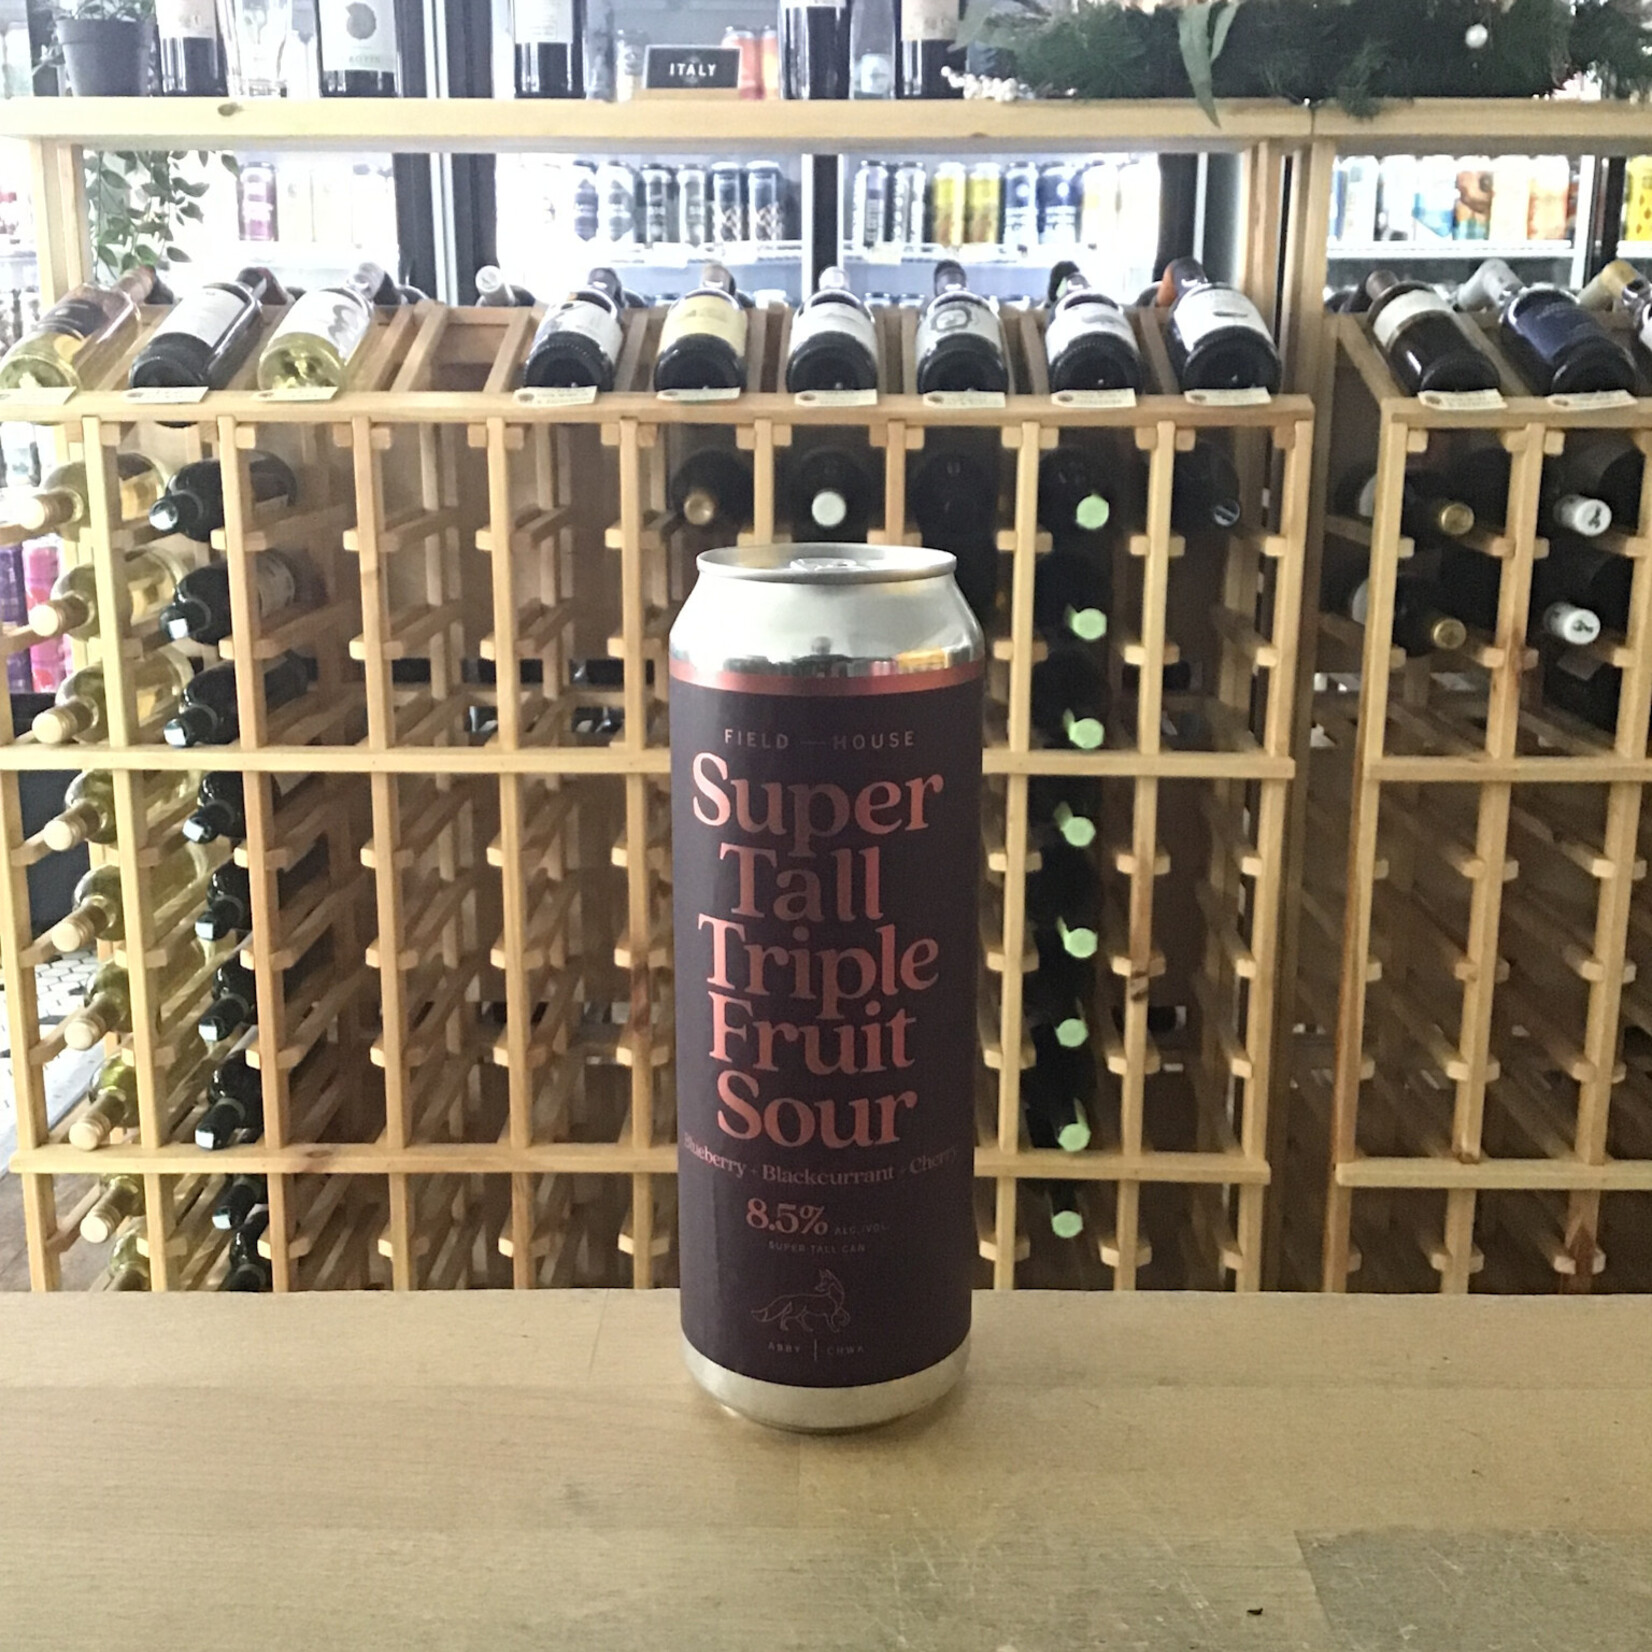 ITALY
FIELD — HOUSE
Super
Tall
Triple
Fruit
Sour
Blueberry + Blackcurrant + Cherry
8.5% ALC./VOL.
SUPER TALL CAN
ABBY | CHWK